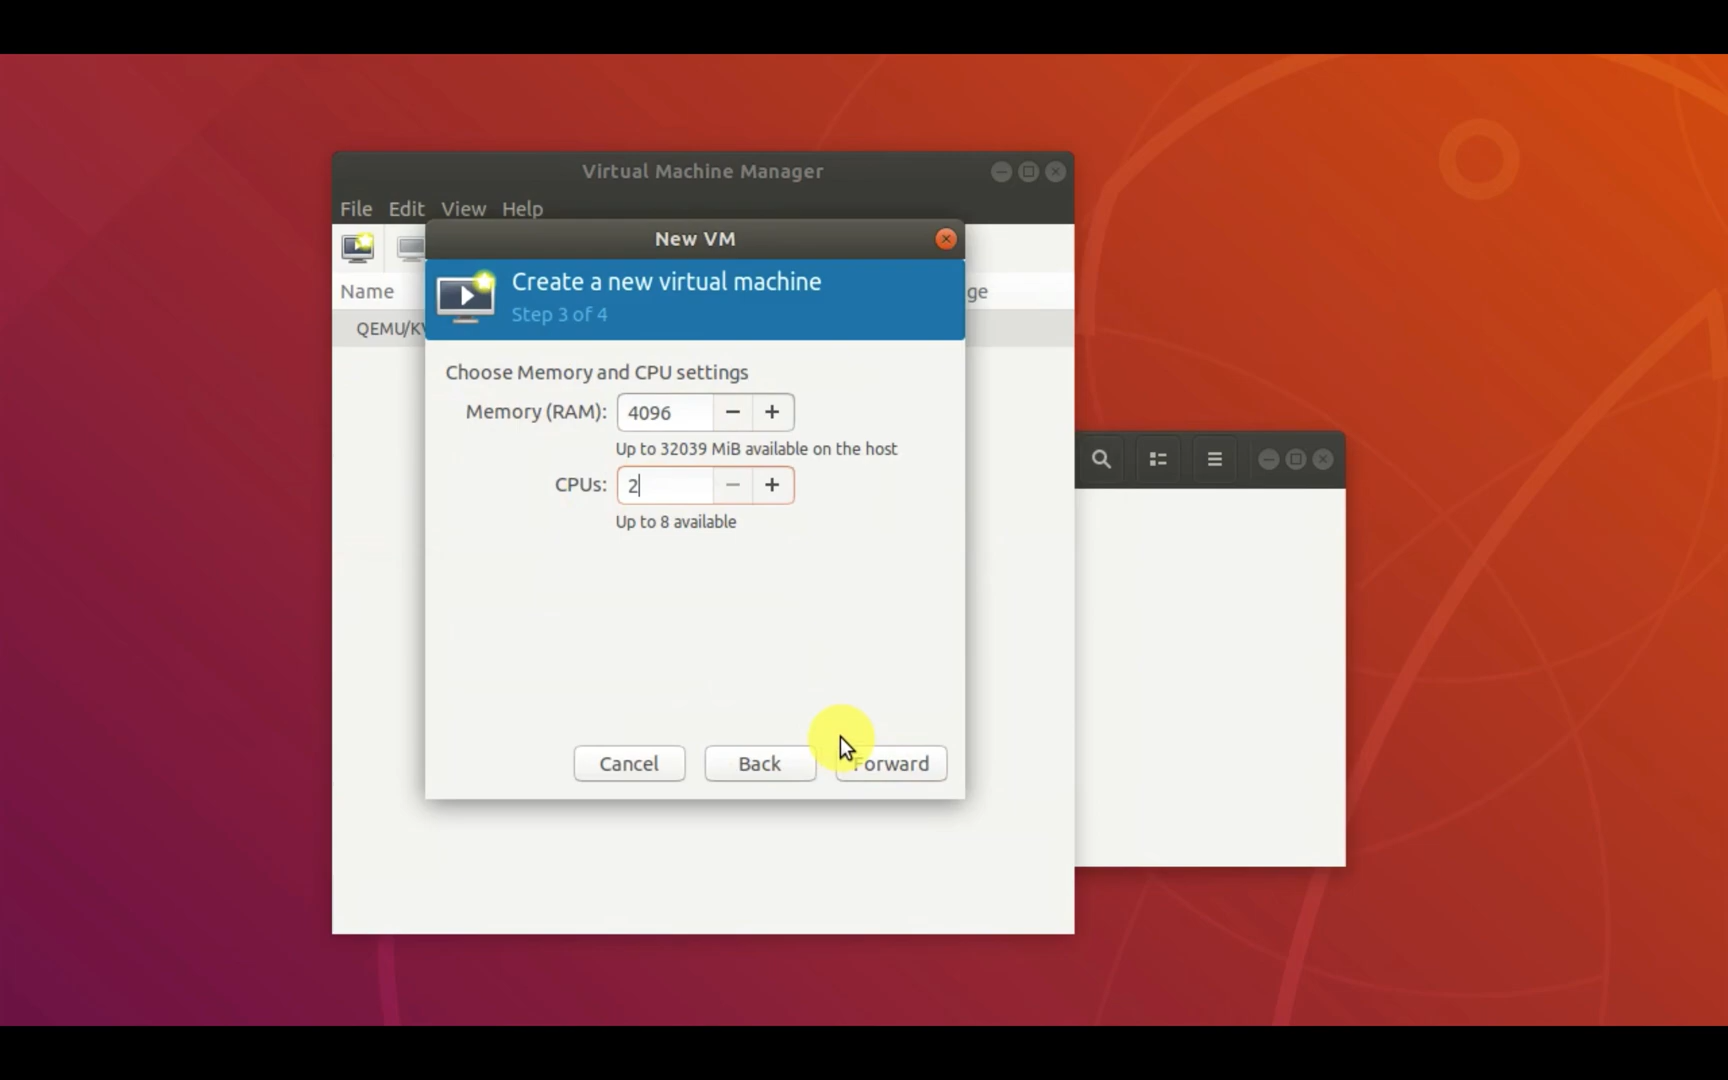 Virtual Machine Manager
File Edit View Help
New VM
Create a new virtual machine
Step 3 of 4
Name
ge
QEMU/KV
Choose Memory and CPU settings
Memory (RAM): 4096 − +
Up to 32039 MiB available on the host
CPUs: 2 − +
Up to 8 available
Cancel Back Forward